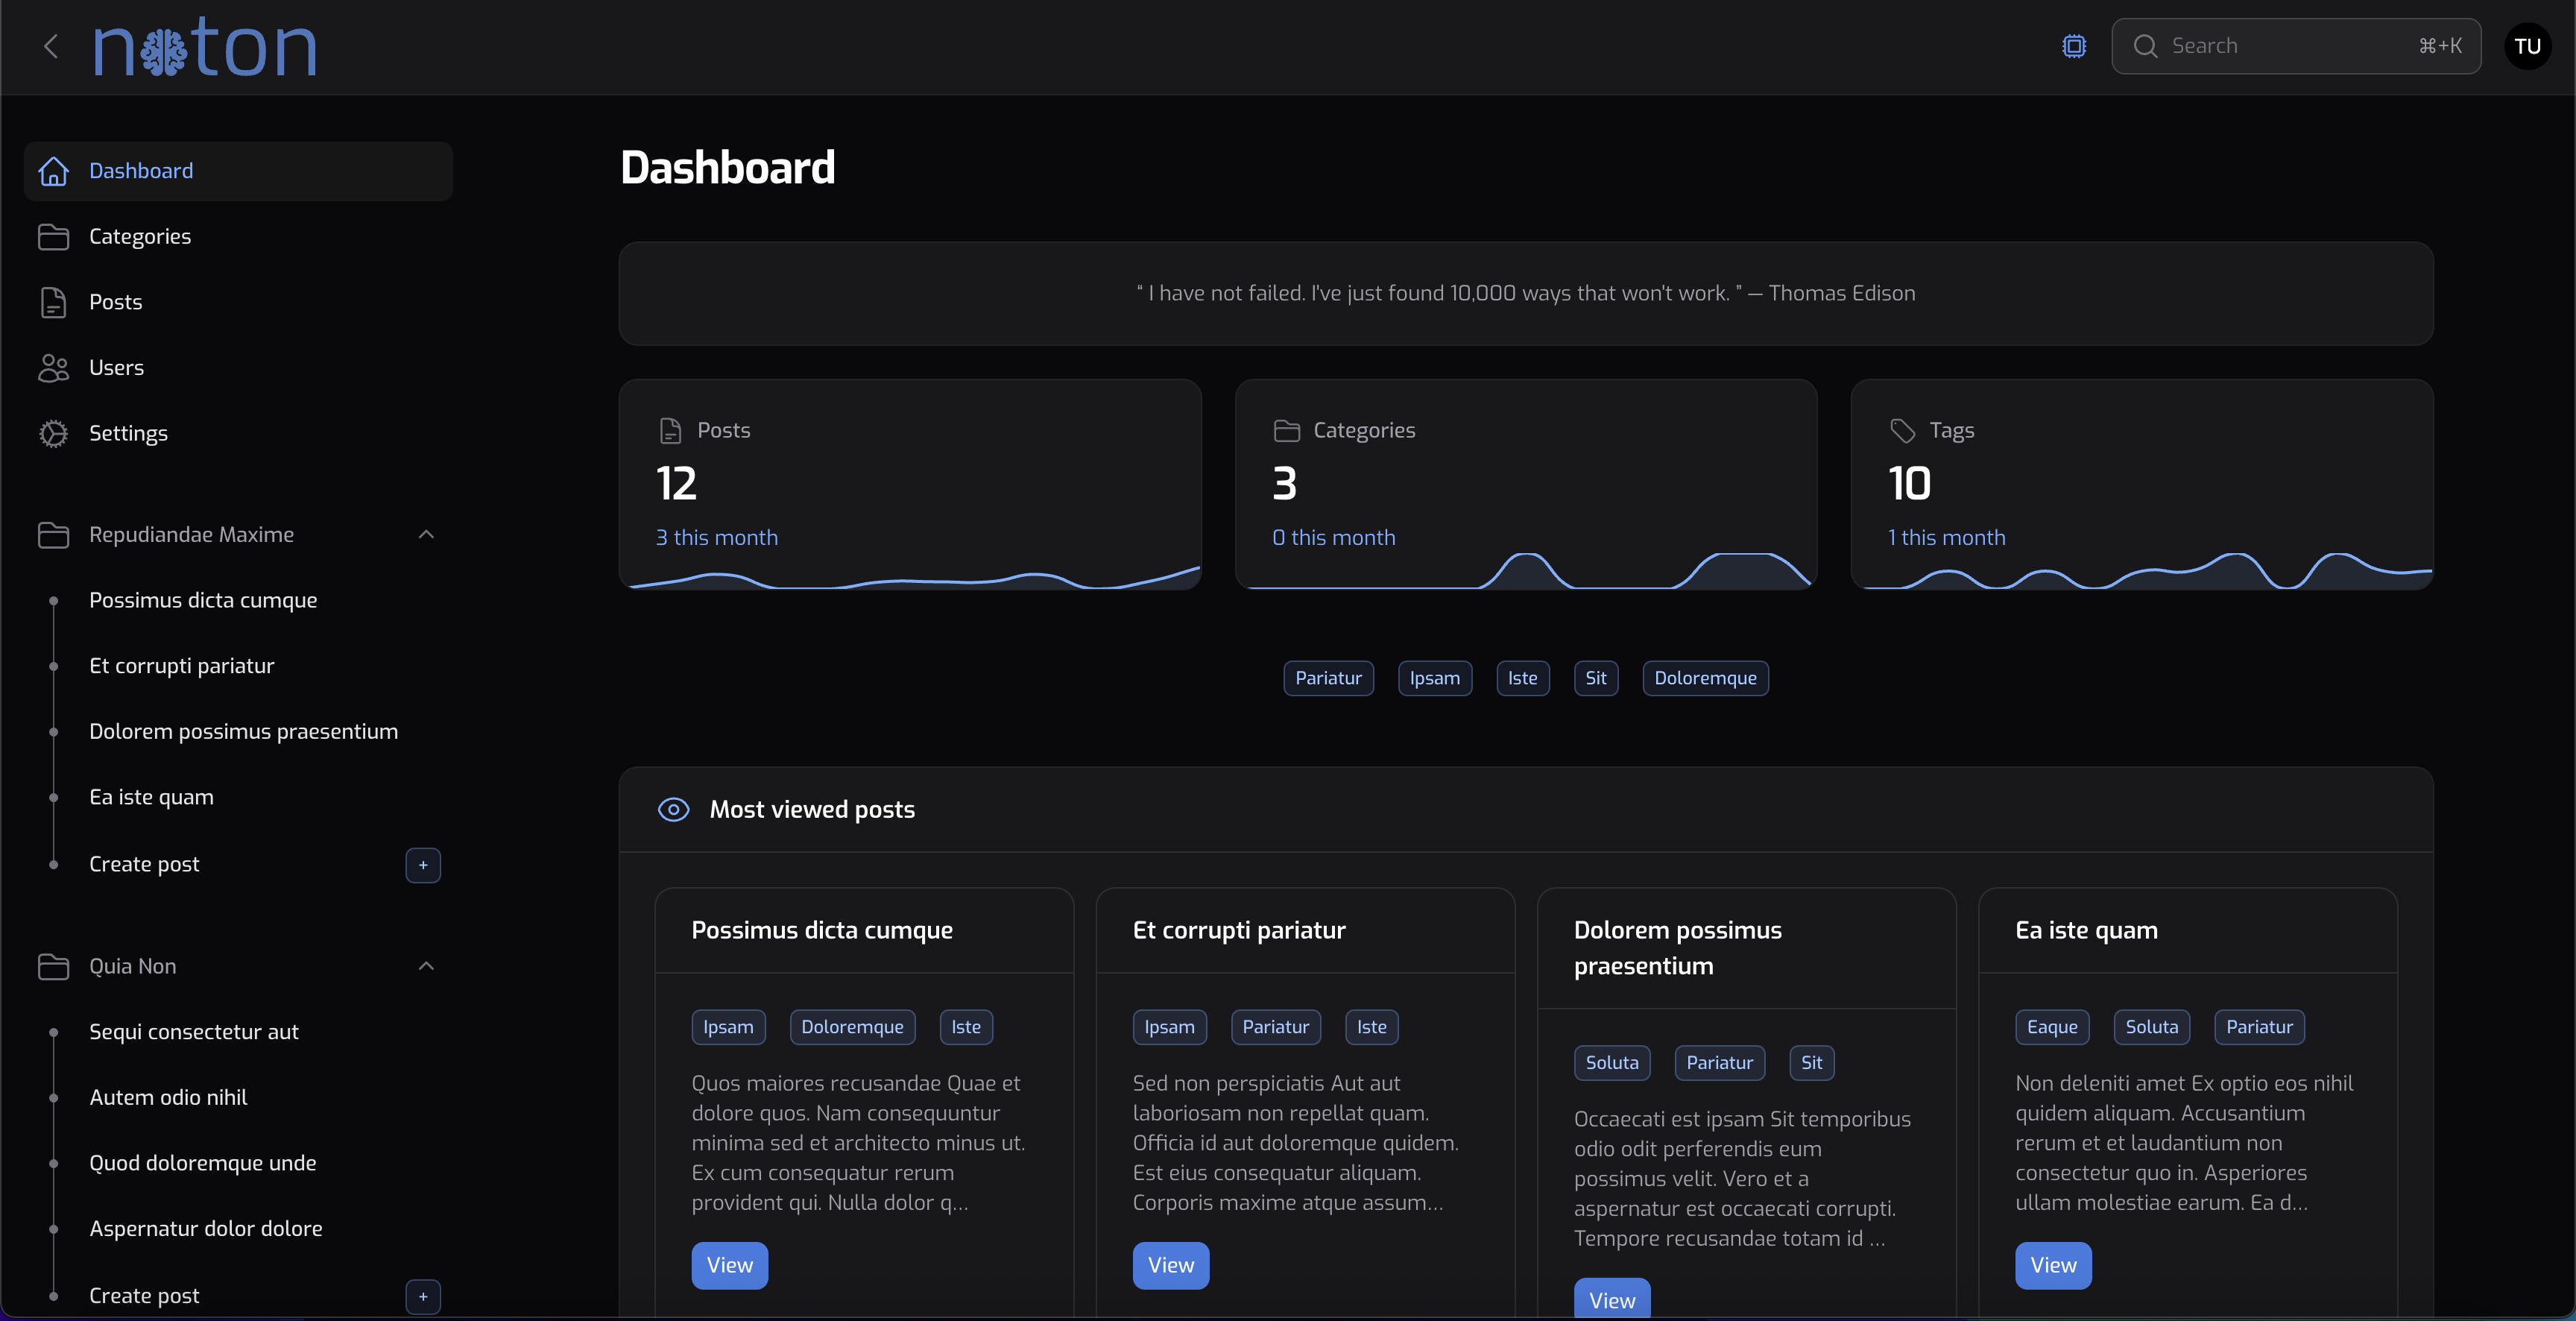 noton
Search
⌘+K
TU
Dashboard
Categories
Posts
Users
Settings
Repudiandae Maxime
Possimus dicta cumque
Et corrupti pariatur
Dolorem possimus praesentium
Ea iste quam
Create post
+
Quia Non
Sequi consectetur aut
Autem odio nihil
Quod doloremque unde
Aspernatur dolor dolore
Create post
+
Dashboard
“ I have not failed. I've just found 10,000 ways that won't work. ” — Thomas Edison
Posts
12
3 this month
Categories
3
0 this month
Tags
10
1 this month
Pariatur
Ipsam
Iste
Sit
Doloremque
Most viewed posts
Possimus dicta cumque
Ipsam
Doloremque
Iste
Quos maiores recusandae Quae et
dolore quos. Nam consequuntur
minima sed et architecto minus ut.
Ex cum consequatur rerum
provident qui. Nulla dolor q...
View
Et corrupti pariatur
Ipsam
Pariatur
Iste
Sed non perspiciatis Aut aut
laboriosam non repellat quam.
Officia id aut doloremque quidem.
Est eius consequatur aliquam.
Corporis maxime atque assum...
View
Dolorem possimus
praesentium
Soluta
Pariatur
Sit
Occaecati est ipsam Sit temporibus
odio odit perferendis eum
possimus velit. Vero et a
aspernatur est occaecati corrupti.
Tempore recusandae totam id ...
View
Ea iste quam
Eaque
Soluta
Pariatur
Non deleniti amet Ex optio eos nihil
quidem aliquam. Accusantium
rerum et et laudantium non
consectetur quo in. Asperiores
ullam molestiae earum. Ea d...
View